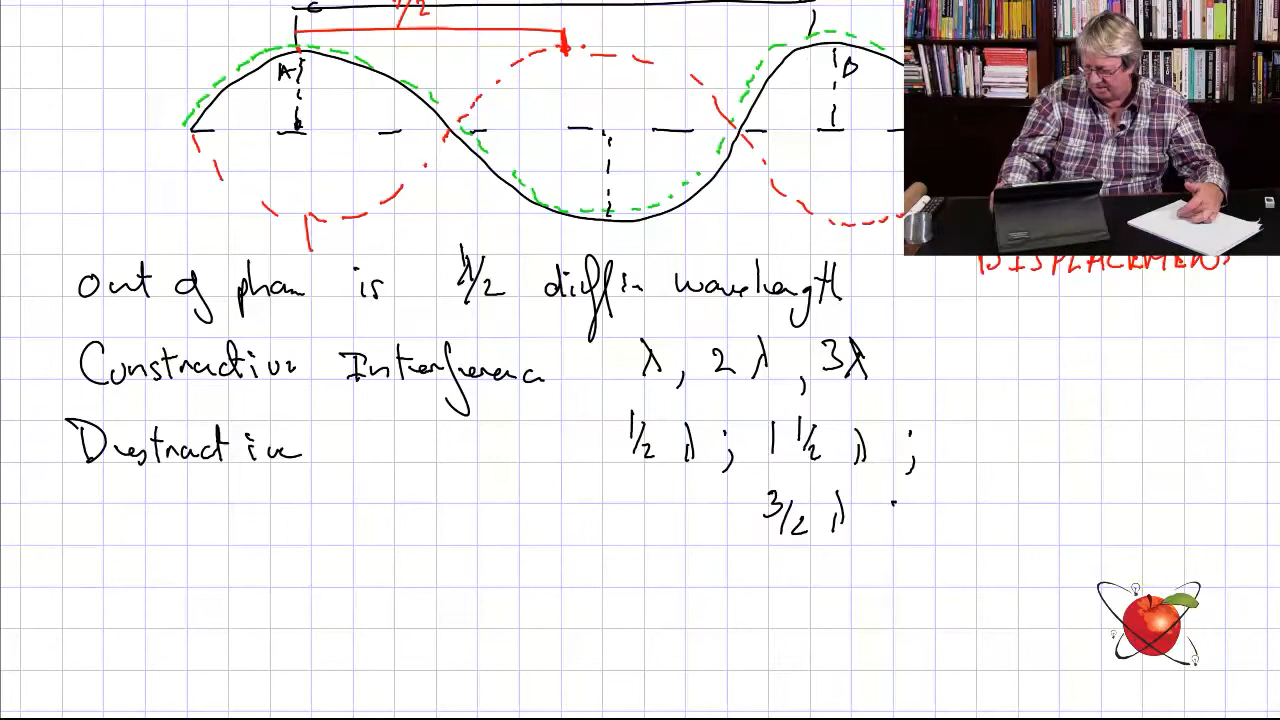 λ/2
A
B
DISPLACEMENT
Out of phase is λ/2 diff in wavelength
Constructive Interference λ, 2λ, 3λ
Destructive 1/2 λ ; 1 1/2 λ ;
3/2 λ